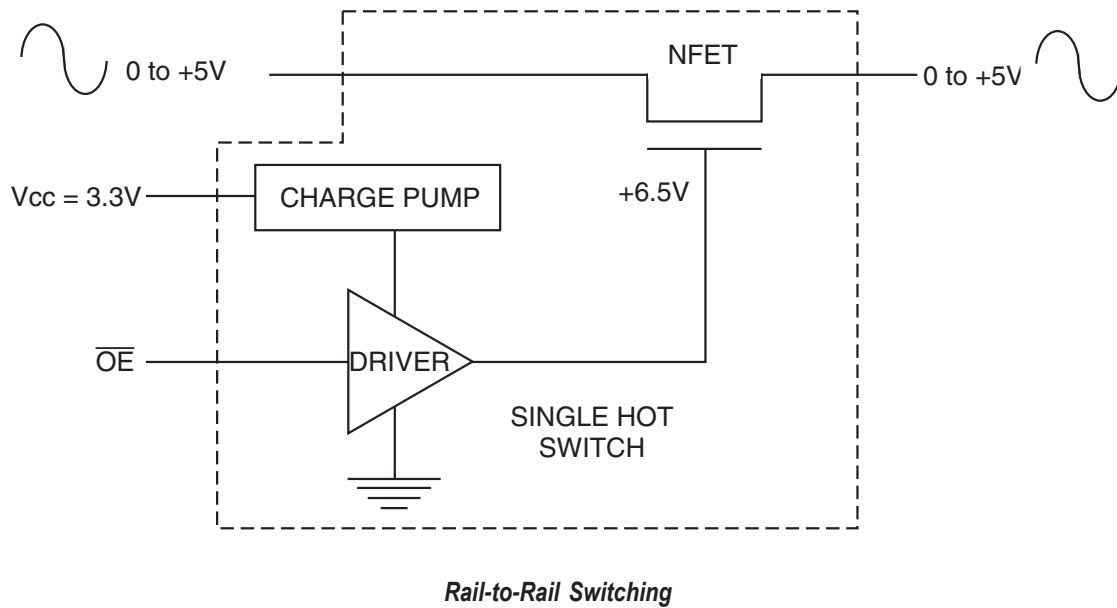 NFET
0 to +5V
0 to +5V
CHARGE PUMP
Vcc = 3.3V
+6.5V
OE
DRIVER
SINGLE HOT
SWITCH
Rail-to-Rail Switching